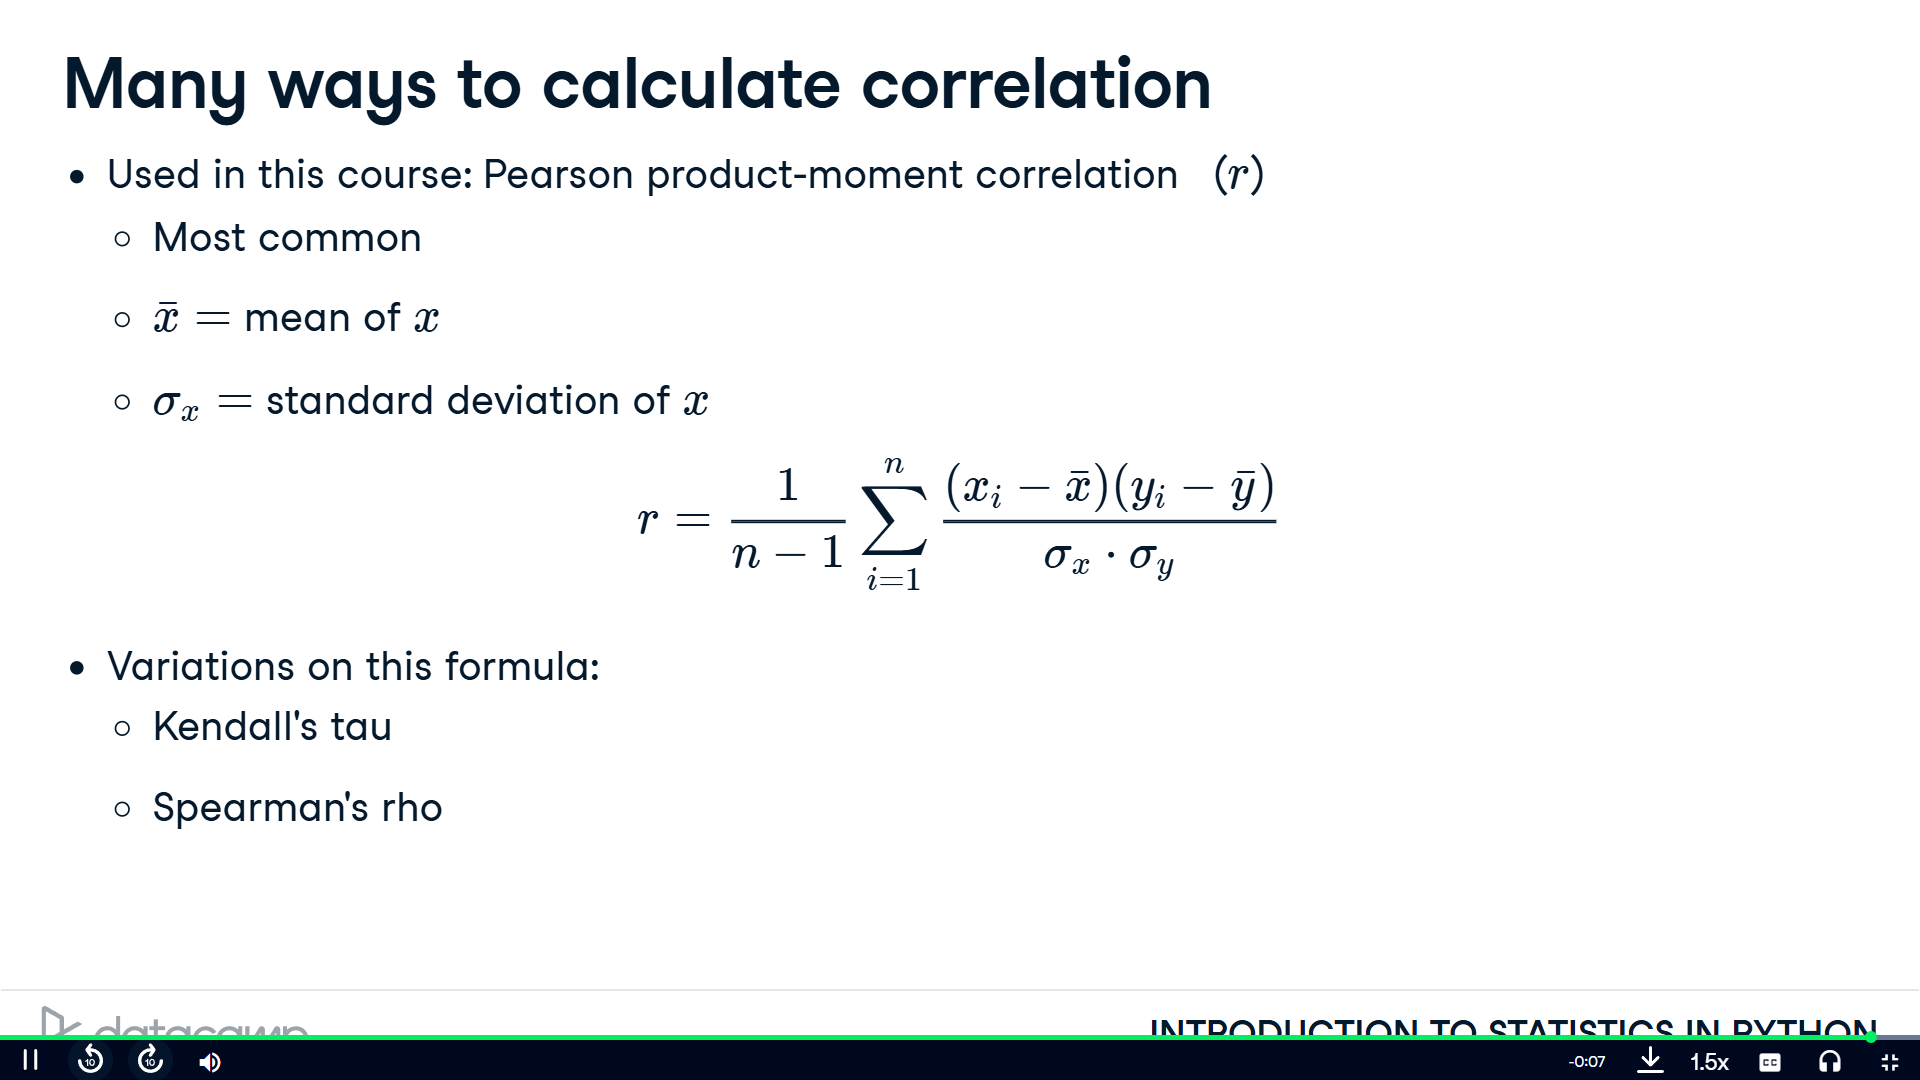 Many ways to calculate correlation
• Used in this course: Pearson product-moment correlation (r)
○ Most common
○ x̄ = mean of x
○ σₓ = standard deviation of x
r = \frac{1}{n-1} \sum_{i=1}^{n} \frac{(x_i - \bar{x})(y_i - \bar{y})}{\sigma_x \cdot \sigma_y}
• Variations on this formula:
○ Kendall's tau
○ Spearman's rho
datacamp
INTRODUCTION TO STATISTICS IN PYTHON
10 10 -0:07 1.5x CC